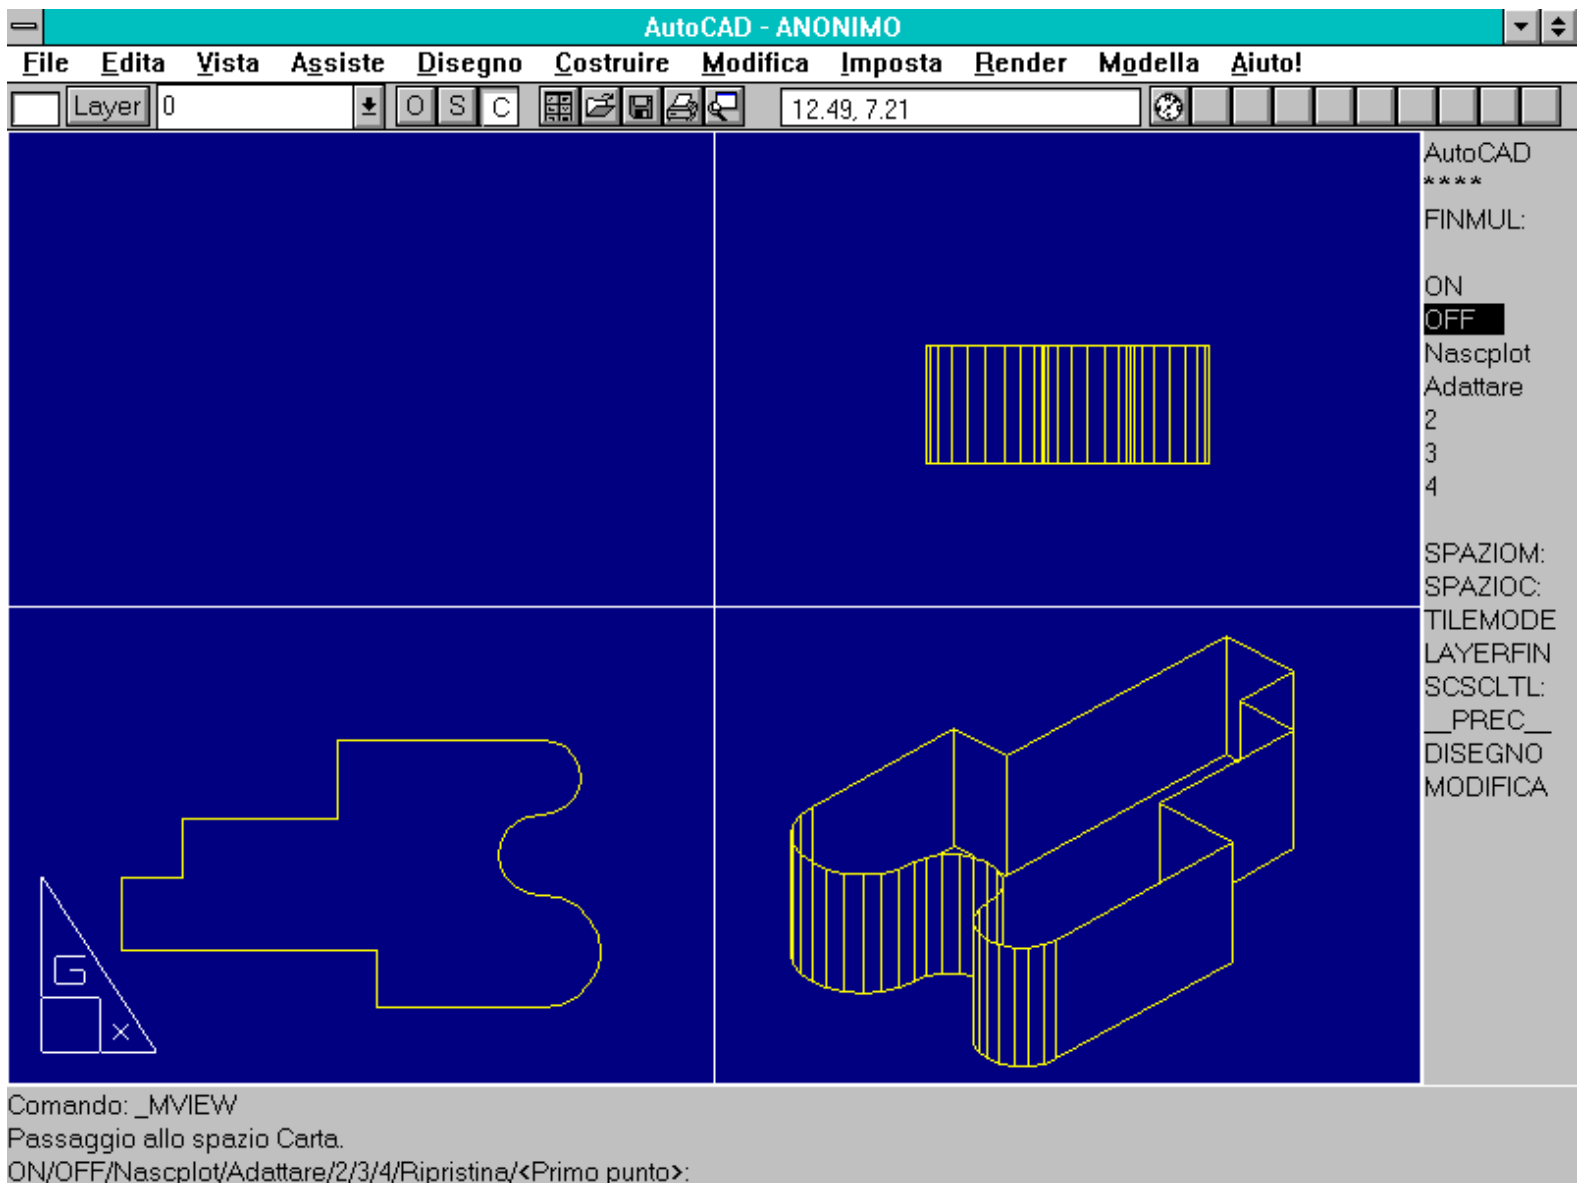 AutoCAD - ANONIMO
File Edita Vista Assiste Disegno Costruire Modifica Imposta Render Modella Aiuto!
Layer 0 O S C 12.49, 7.21
AutoCAD
****
FINMUL:
ON
OFF
Nascplot
Adattare
2
3
4
SPAZIOM:
SPAZIOC:
TILEMODE
LAYERFIN
SCSCLTL:
__PREC__
DISEGNO
MODIFICA
G
X
Comando: _MVIEW
Passaggio allo spazio Carta.
ON/OFF/Nascplot/Adattare/2/3/4/Ripristina/<Primo punto>: